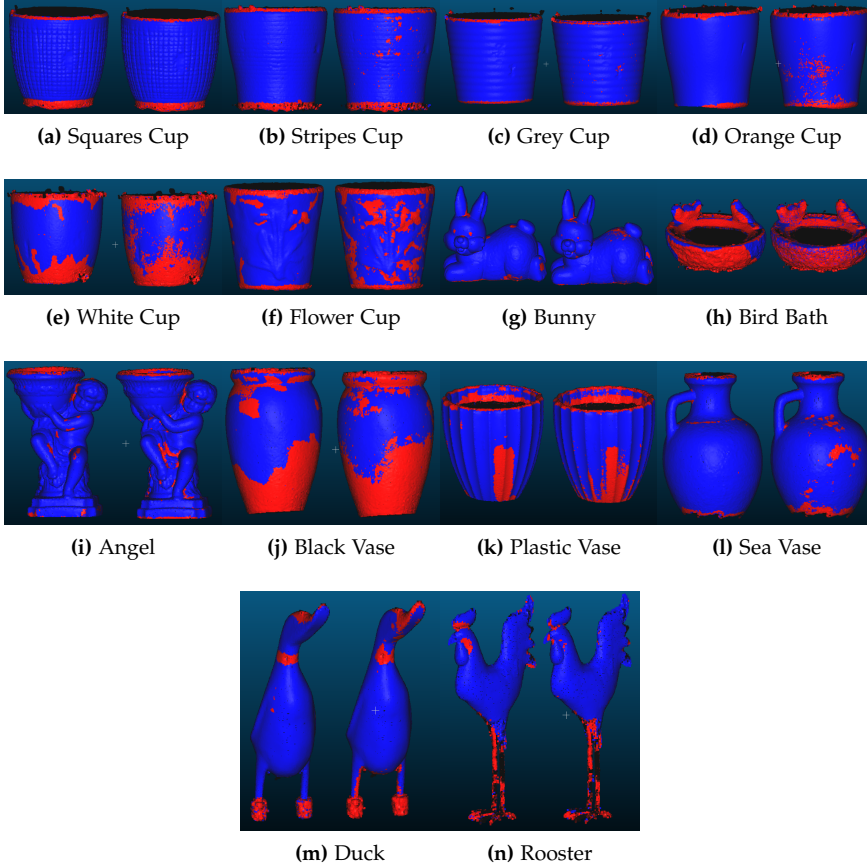 (a) Squares Cup (b) Stripes Cup (c) Grey Cup (d) Orange Cup
(e) White Cup (f) Flower Cup (g) Bunny (h) Bird Bath
(i) Angel (j) Black Vase (k) Plastic Vase (l) Sea Vase
(m) Duck (n) Rooster